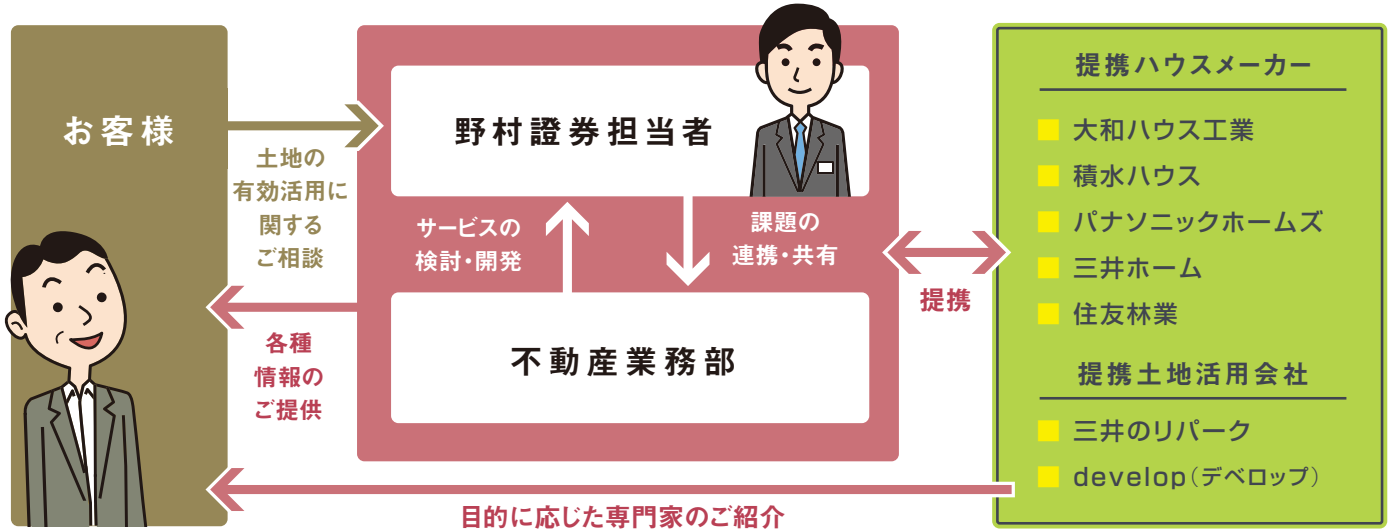 お客様
土地の
有効活用に
関する
ご相談
各種
情報の
ご提供
野村證券担当者
サービスの
検討・開発
課題の
連携・共有
不動産業務部
提携
提携ハウスメーカー
大和ハウス工業
積水ハウス
パナソニックホームズ
三井ホーム
住友林業
提携土地活用会社
三井のリパーク
develop(デベロップ)
目的に応じた専門家のご紹介